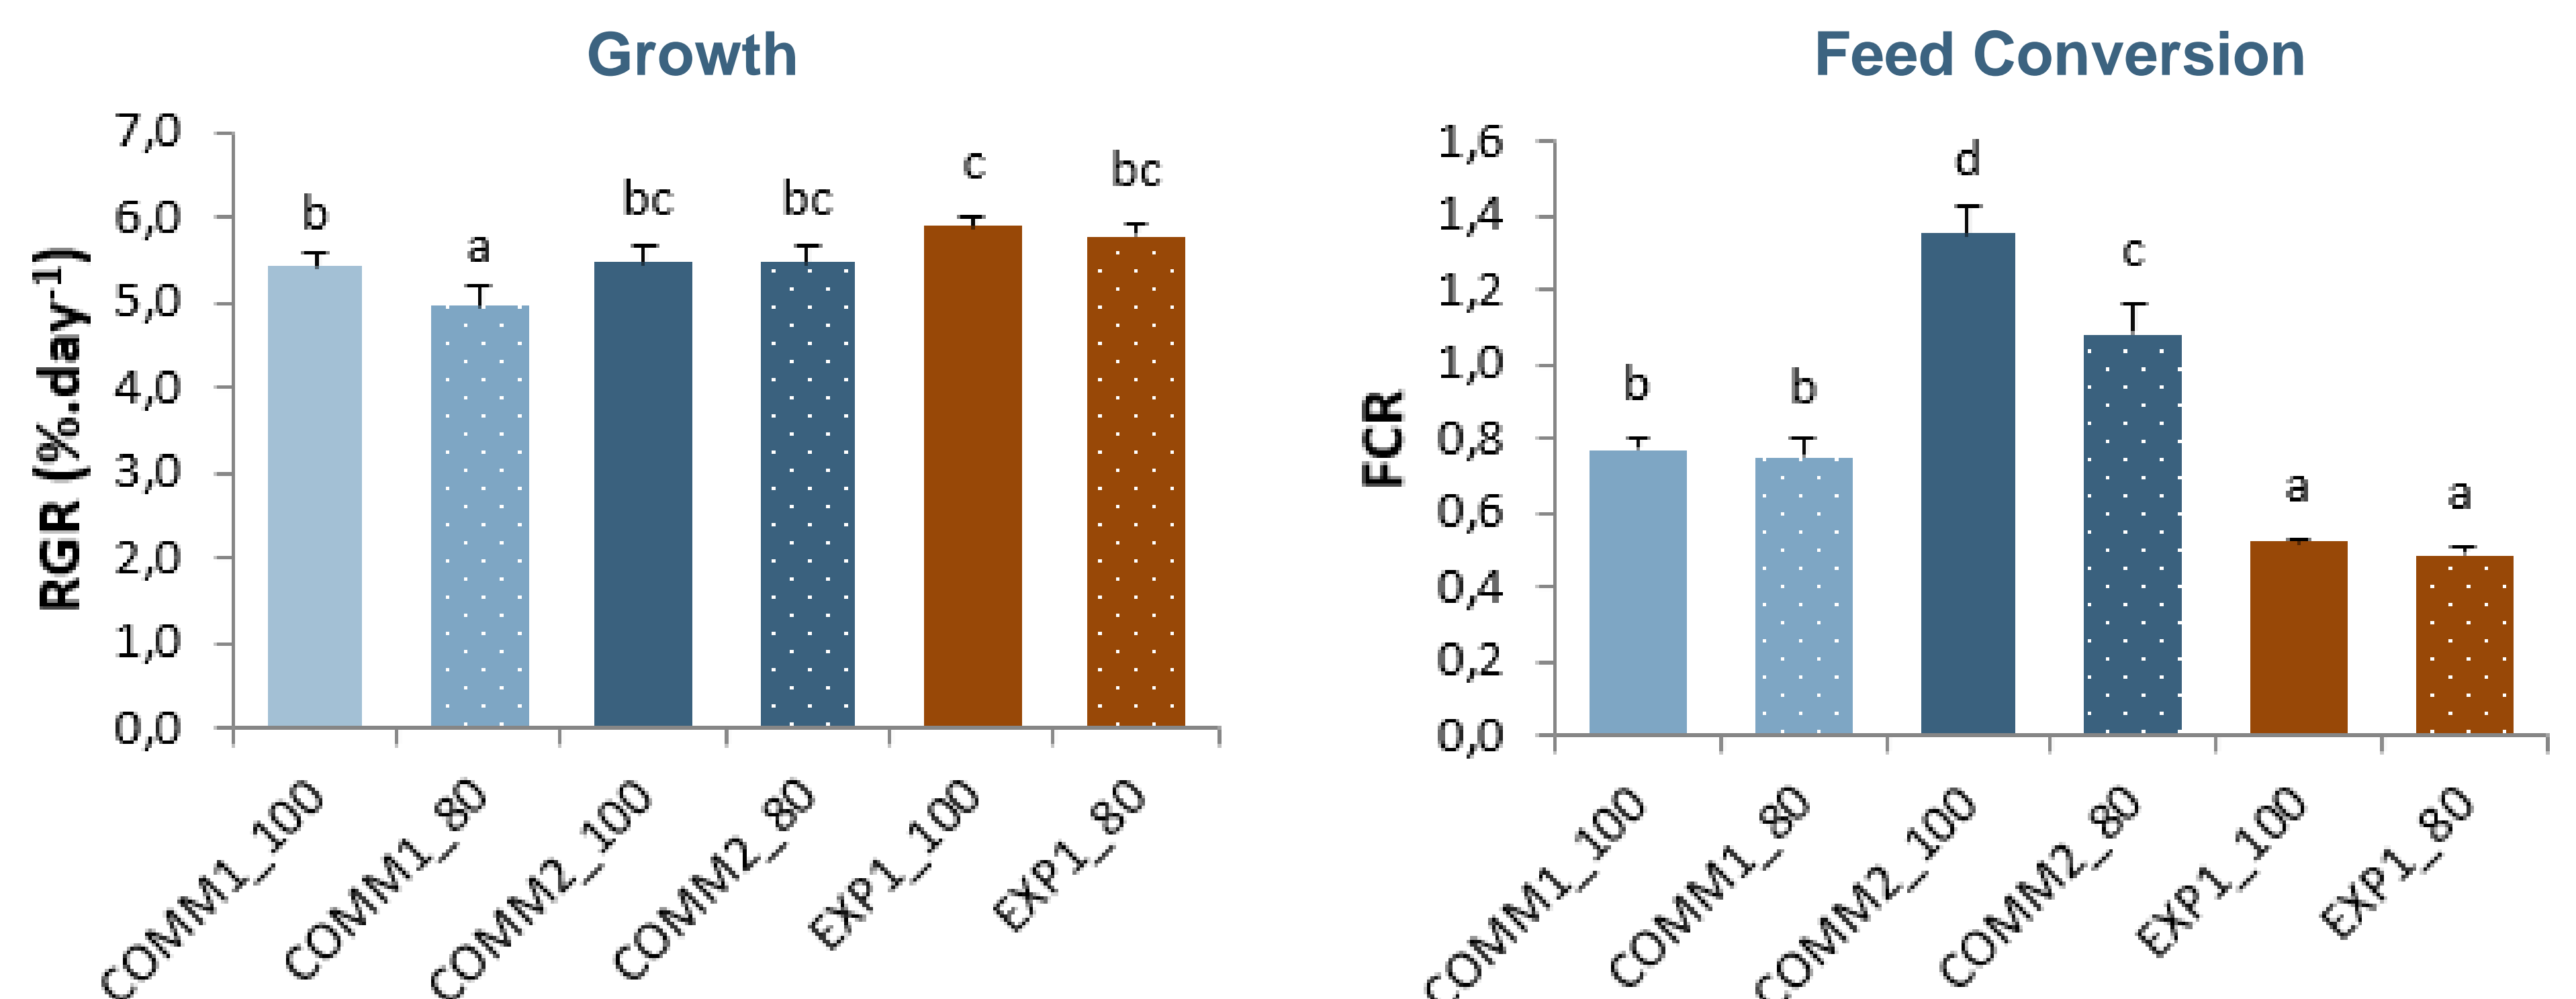 Growth
RGR (%.day-1)
7,0
6,0
5,0
4,0
3,0
2,0
1,0
0,0
b
a
bc
bc
c
bc
COMM1_100
COMM1_80
COMM2_100
COMM2_80
EXP1_100
EXP1_80
Feed Conversion
FCR
1,6
1,4
1,2
1,0
0,8
0,6
0,4
0,2
0,0
b
b
d
c
a
a
COMM1_100
COMM1_80
COMM2_100
COMM2_80
EXP1_100
EXP1_80